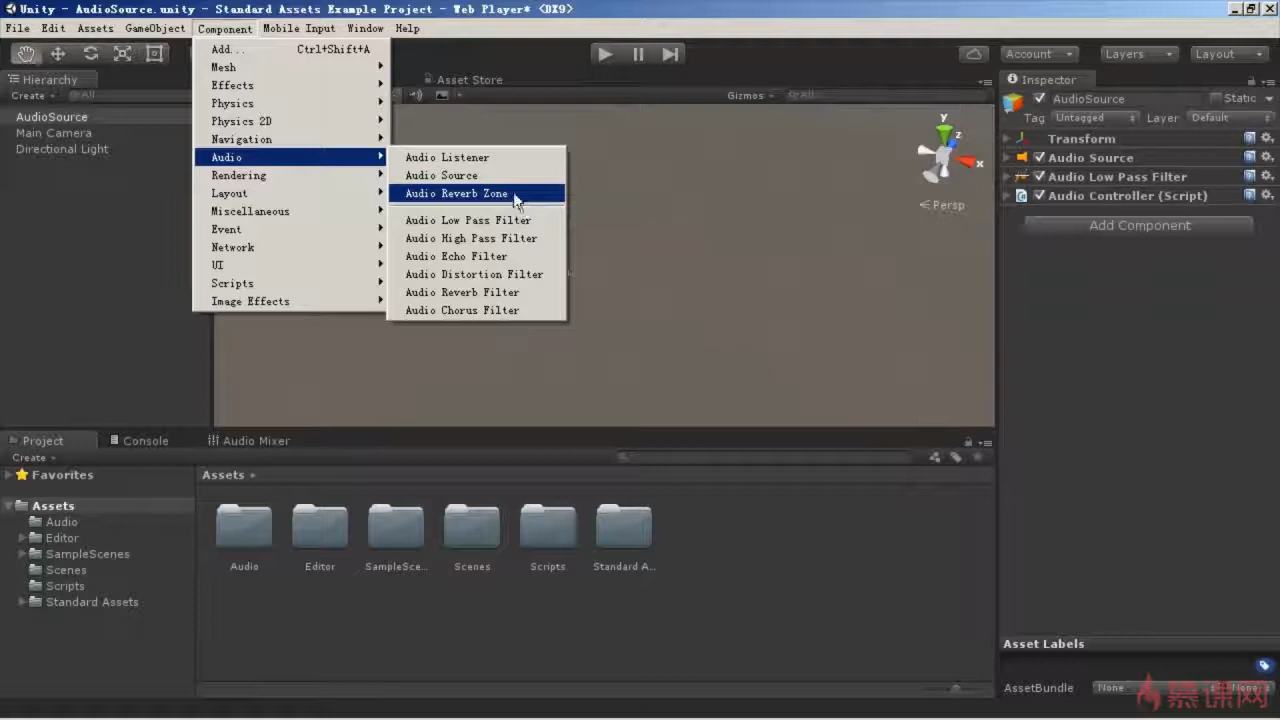 Unity - AudioSource.unity - Standard Assets Example Project - Web Player* <DX9>
File Edit Assets GameObject Component Mobile Input Window Help
Account Layers Layout
Hierarchy
Create
All
AudioSource
Main Camera
Directional Light
Add... Ctrl+Shift+A
Mesh
Effects
Physics
Physics 2D
Navigation
Audio
Rendering
Layout
Miscellaneous
Event
Network
UI
Scripts
Image Effects
Audio Listener
Audio Source
Audio Reverb Zone
Audio Low Pass Filter
Audio High Pass Filter
Audio Echo Filter
Audio Distortion Filter
Audio Reverb Filter
Audio Chorus Filter
Asset Store
Gizmos All
y
z
x
Persp
Inspector
AudioSource Static
Tag Untagged Layer Default
Transform
Audio Source
Audio Low Pass Filter
Audio Controller (Script)
Add Component
Project Console Audio Mixer
Create
Favorites
Assets
Audio
Editor
SampleScenes
Scenes
Scripts
Standard Assets
Assets
Audio Editor SampleSce... Scenes Scripts Standard A...
Asset Labels
AssetBundle None None
慕课网